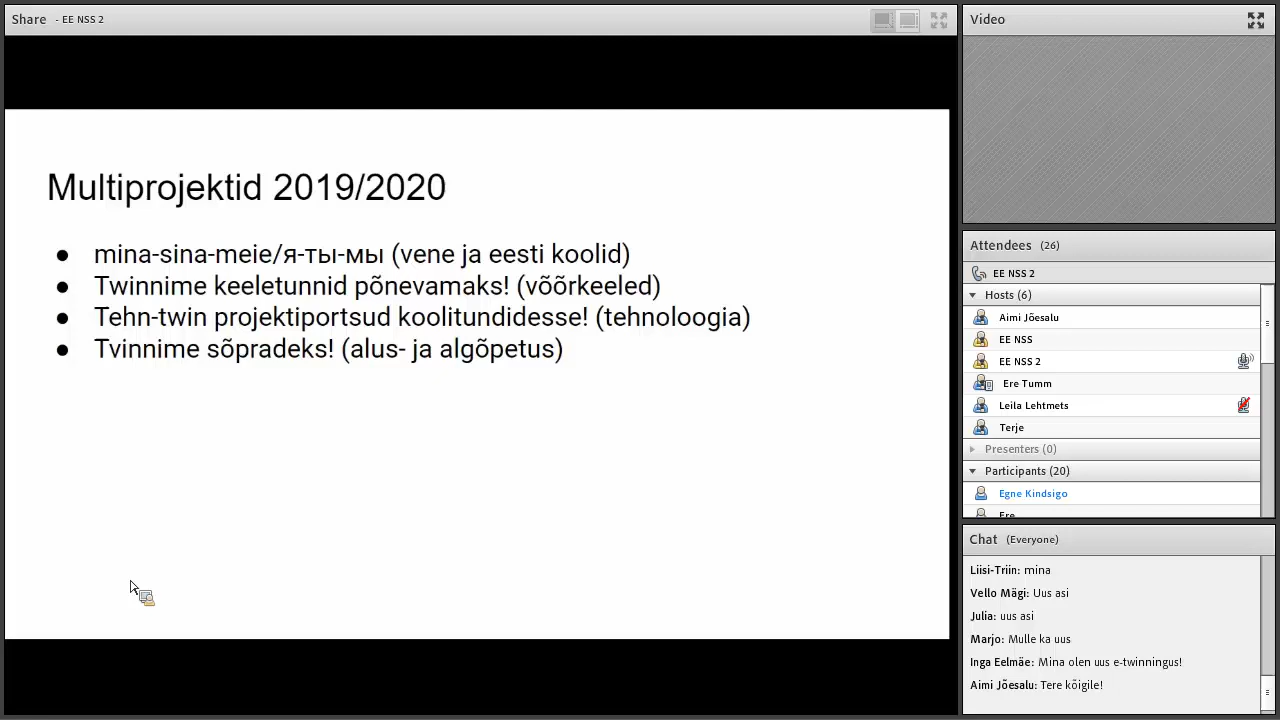 Share - EE NSS 2
Multiprojektid 2019/2020
● mina-sina-meie/я-ты-мы (vene ja eesti koolid)
● Twinnime keeletunnid põnevamaks! (võõrkeeled)
● Tehn-twin projektiportsud koolitundidesse! (tehnoloogia)
● Tvinnime sõpradeks! (alus- ja algõpetus)
Video
Attendees (26)
EE NSS 2
Hosts (6)
Aimi Jõesalu
EE NSS
EE NSS 2
Ere Tumm
Leila Lehtmets
Terje
Presenters (0)
Participants (20)
Egne Kindsigo
Ere
Chat (Everyone)
Liisi-Triin: mina
Vello Mägi: Uus asi
Julia: uus asi
Marjo: Mulle ka uus
Inga Eelmäe: Mina olen uus e-twinningus!
Aimi Jõesalu: Tere kõigile!